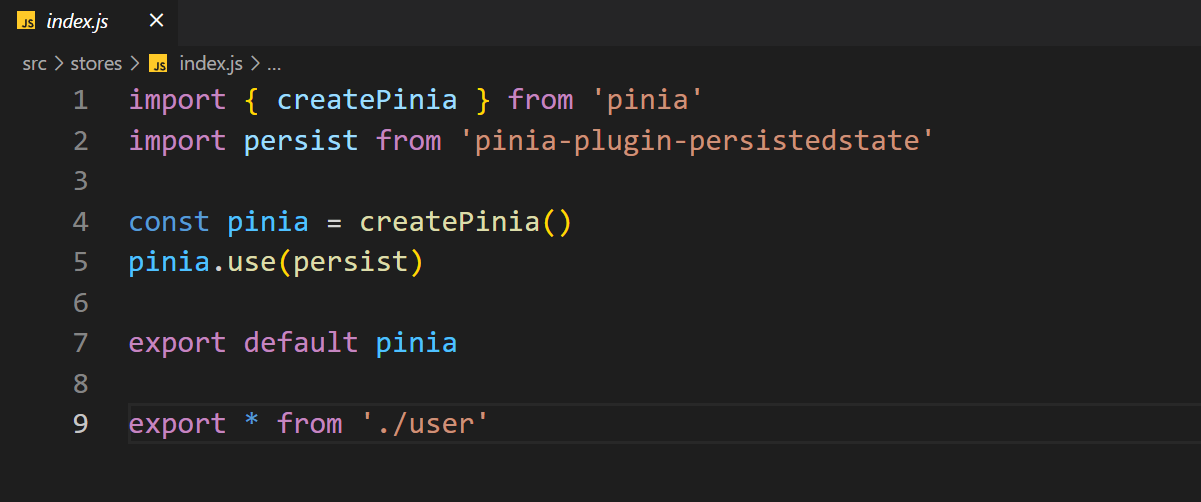 JS index.js ×
src > stores > JS index.js > ...
1 import { createPinia } from 'pinia'
2 import persist from 'pinia-plugin-persistedstate'
3
4 const pinia = createPinia()
5 pinia.use(persist)
6
7 export default pinia
8
9 export * from './user'